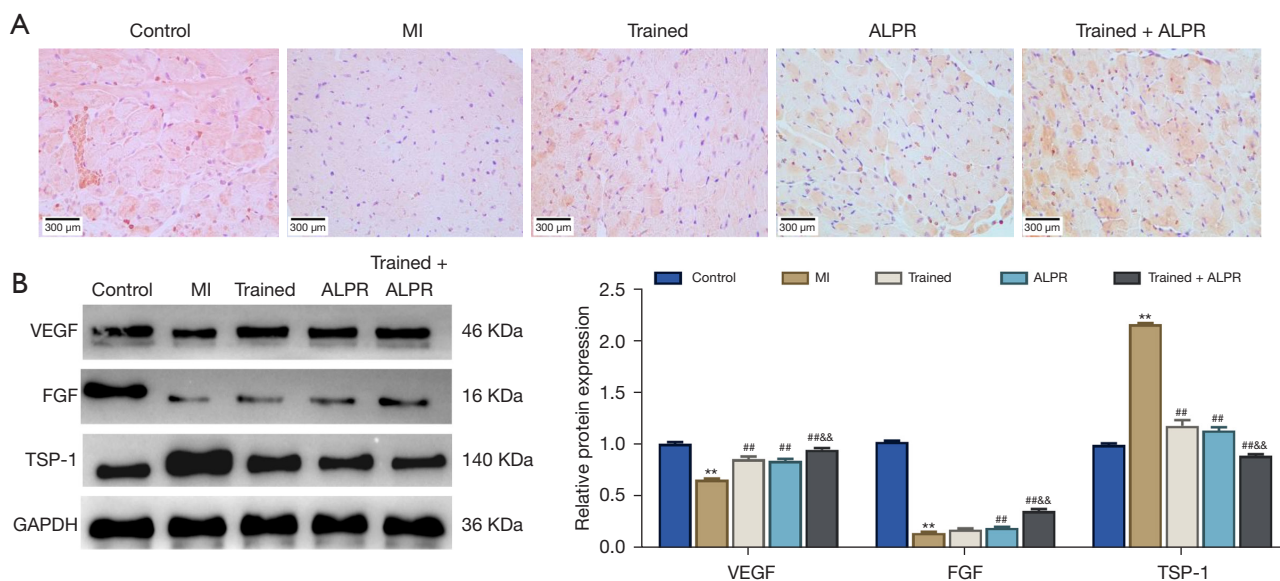 A
Control
MI
Trained
ALPR
Trained + ALPR
300 μm
300 μm
300 μm
300 μm
300 μm
B
Control
MI
Trained
ALPR
Trained +
ALPR
VEGF
46 KDa
FGF
16 KDa
TSP-1
140 KDa
GAPDH
36 KDa
Control
MI
Trained
ALPR
Trained + ALPR
Relative protein expression
2.5
2.0
1.5
1.0
0.5
0.0
**
##
##
##&&
**
##
##&&
**
##
##
##&&
VEGF
FGF
TSP-1